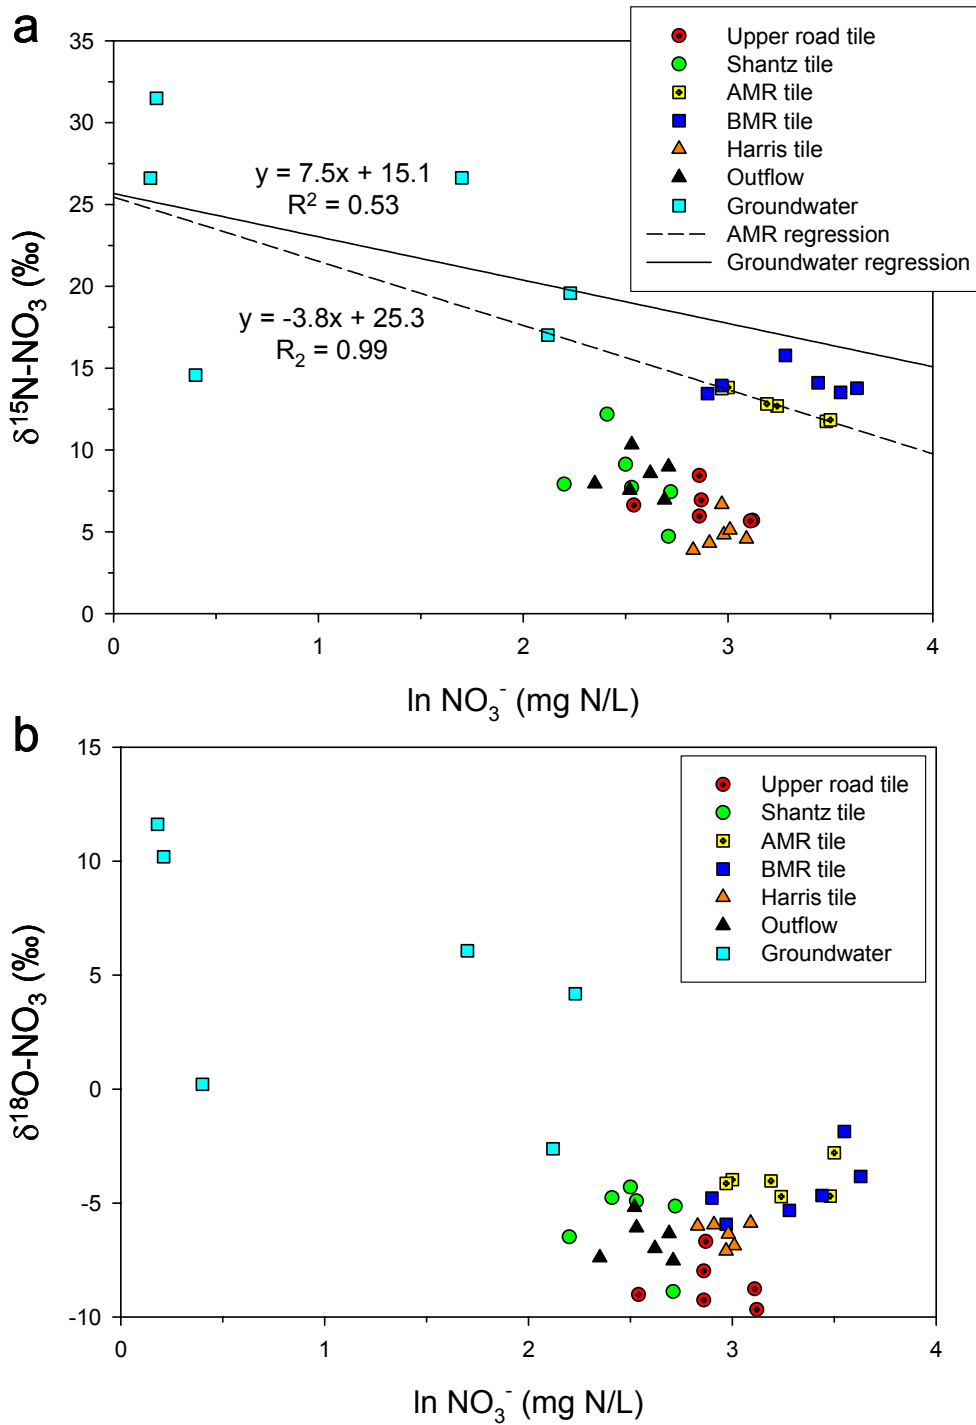 a
Upper road tile
Shantz tile
AMR tile
BMR tile
Harris tile
Outflow
Groundwater
AMR regression
Groundwater regression
35
30
25
20
15
10
5
0
δ¹⁵N-NO₃ (‰)
y = 7.5x + 15.1
R² = 0.53
y = -3.8x + 25.3
R₂ = 0.99
0 1 2 3 4
ln NO₃⁻ (mg N/L)
b
Upper road tile
Shantz tile
AMR tile
BMR tile
Harris tile
Outflow
Groundwater
15
10
5
0
-5
-10
δ¹⁸O-NO₃ (‰)
0 1 2 3 4
ln NO₃⁻ (mg N/L)